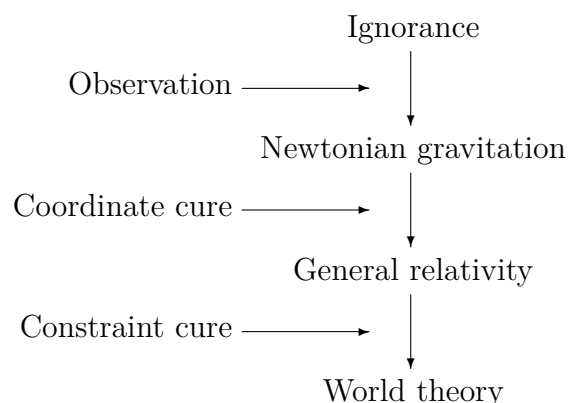 Ignorance
Observation
Newtonian gravitation
Coordinate cure
General relativity
Constraint cure
World theory